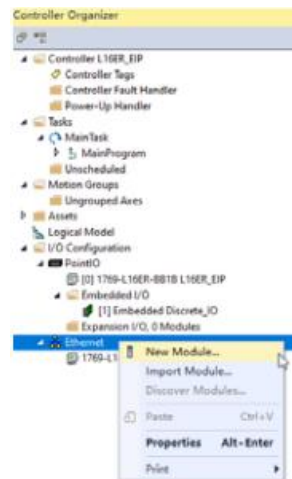 Controller Organizer
Controller L16ER_EIP
Controller Tags
Controller Fault Handler
Power-Up Handler
Tasks
MainTask
MainProgram
Unscheduled
Motion Groups
Ungrouped Axes
Assets
Logical Model
I/O Configuration
PointIO
[0] 1769-L16ER-BB1B L16ER_EIP
Embedded I/O
[1] Embedded Discrete_IO
Expansion I/O, 0 Modules
Ethernet
1769-L1
New Module...
Import Module...
Discover Modules...
Paste Ctrl+V
Properties Alt-Enter
Print